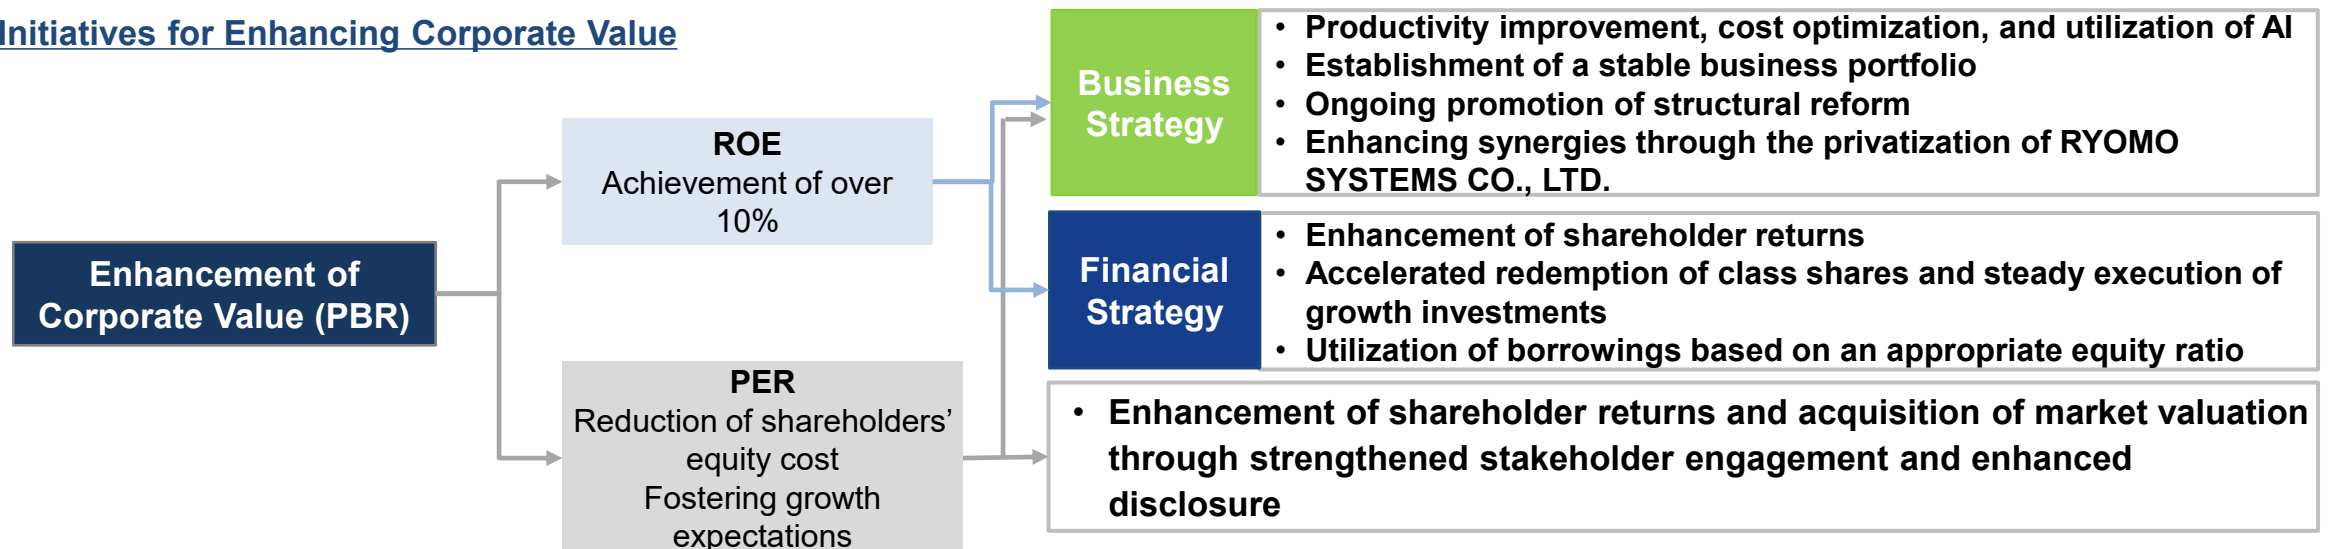 Initiatives for Enhancing Corporate Value
Enhancement of
Corporate Value (PBR)
ROE
Achievement of over
10%
PER
Reduction of shareholders’
equity cost
Fostering growth
expectations
Business
Strategy
• Productivity improvement, cost optimization, and utilization of AI
• Establishment of a stable business portfolio
• Ongoing promotion of structural reform
• Enhancing synergies through the privatization of RYOMO
SYSTEMS CO., LTD.
Financial
Strategy
• Enhancement of shareholder returns
• Accelerated redemption of class shares and steady execution of
growth investments
• Utilization of borrowings based on an appropriate equity ratio
• Enhancement of shareholder returns and acquisition of market valuation
through strengthened stakeholder engagement and enhanced
disclosure